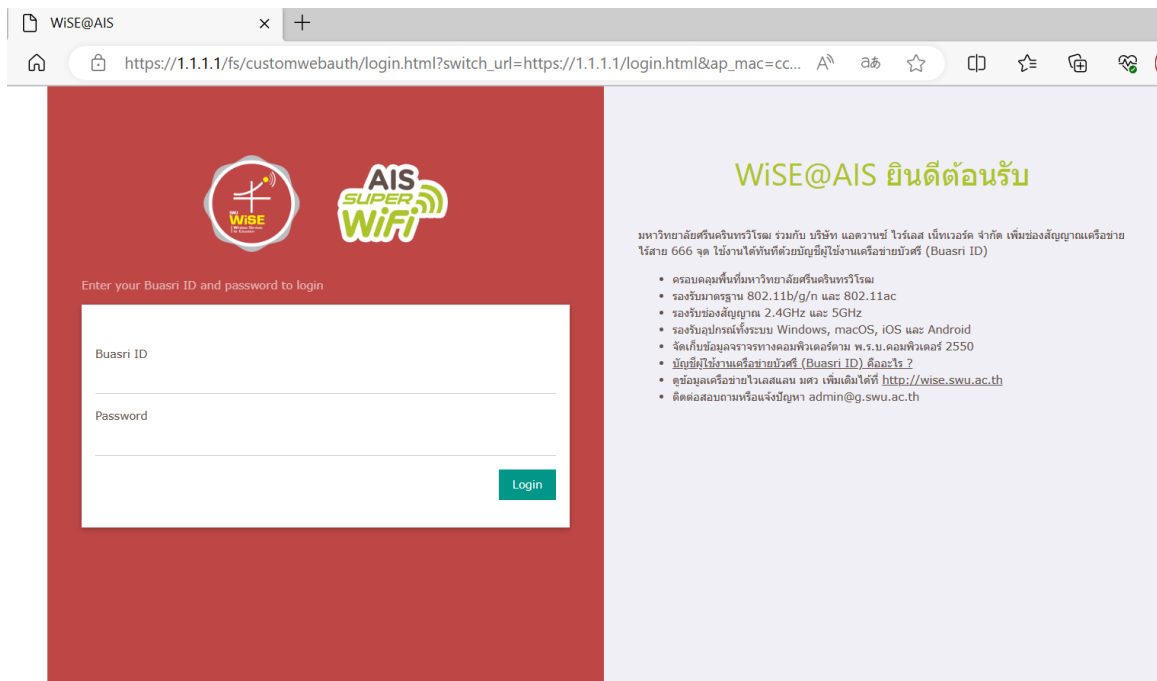 WiSE@AIS
https://1.1.1.1/fs/customwebauth/login.html?switch_url=https://1.1.1.1/login.html&ap_mac=cc...
SWU
WiSE
Wireless Service
for Education
AIS
SUPER
WiFi
Enter your Buasri ID and password to login
Buasri ID
Password
Login
WiSE@AIS ยินดีต้อนรับ
มหาวิทยาลัยศรีนครินทรวิโรฒ ร่วมกับ บริษัท แอดวานซ์ ไวร์เลส เน็ทเวอร์ค จำกัด เพิ่มช่องสัญญาณเครือข่าย
ไร้สาย 666 จุด ใช้งานได้ทันทีด้วยบัญชีผู้ใช้งานเครือข่ายบัวศรี (Buasri ID)
• ครอบคลุมพื้นที่มหาวิทยาลัยศรีนครินทรวิโรฒ
• รองรับมาตรฐาน 802.11b/g/n และ 802.11ac
• รองรับช่องสัญญาณ 2.4GHz และ 5GHz
• รองรับอุปกรณ์ทั้งระบบ Windows, macOS, iOS และ Android
• จัดเก็บข้อมูลจราจรทางคอมพิวเตอร์ตาม พ.ร.บ.คอมพิวเตอร์ 2550
• บัญชีผู้ใช้งานเครือข่ายบัวศรี (Buasri ID) คืออะไร ?
• ดูข้อมูลเครือข่ายไวเลสแลน มศว เพิ่มเติมได้ที่ http://wise.swu.ac.th
• ติดต่อสอบถามหรือแจ้งปัญหา admin@g.swu.ac.th